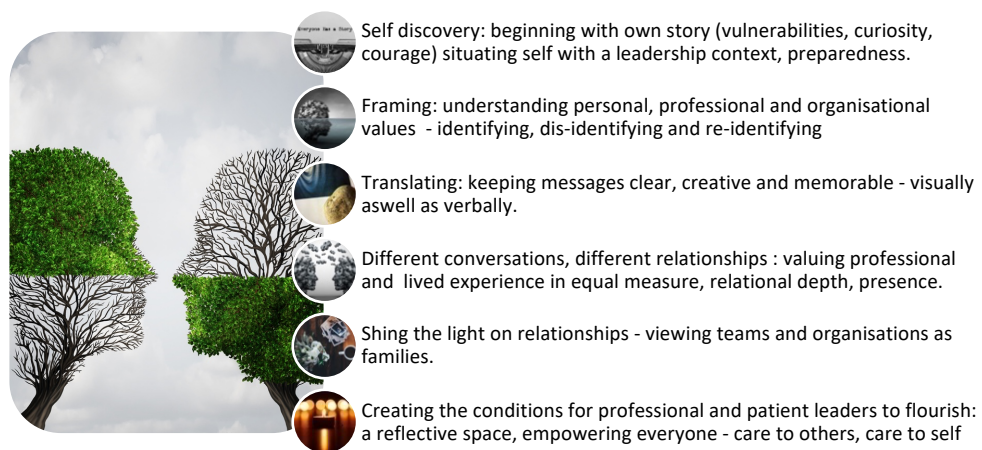 Everyone has a Story
Self discovery: beginning with own story (vulnerabilities, curiosity,
courage) situating self with a leadership context, preparedness.
Framing: understanding personal, professional and organisational
values - identifying, dis-identifying and re-identifying
Translating: keeping messages clear, creative and memorable - visually
aswell as verbally.
Different conversations, different relationships : valuing professional
and lived experience in equal measure, relational depth, presence.
Shing the light on relationships - viewing teams and organisations as
families.
Creating the conditions for professional and patient leaders to flourish:
a reflective space, empowering everyone - care to others, care to self